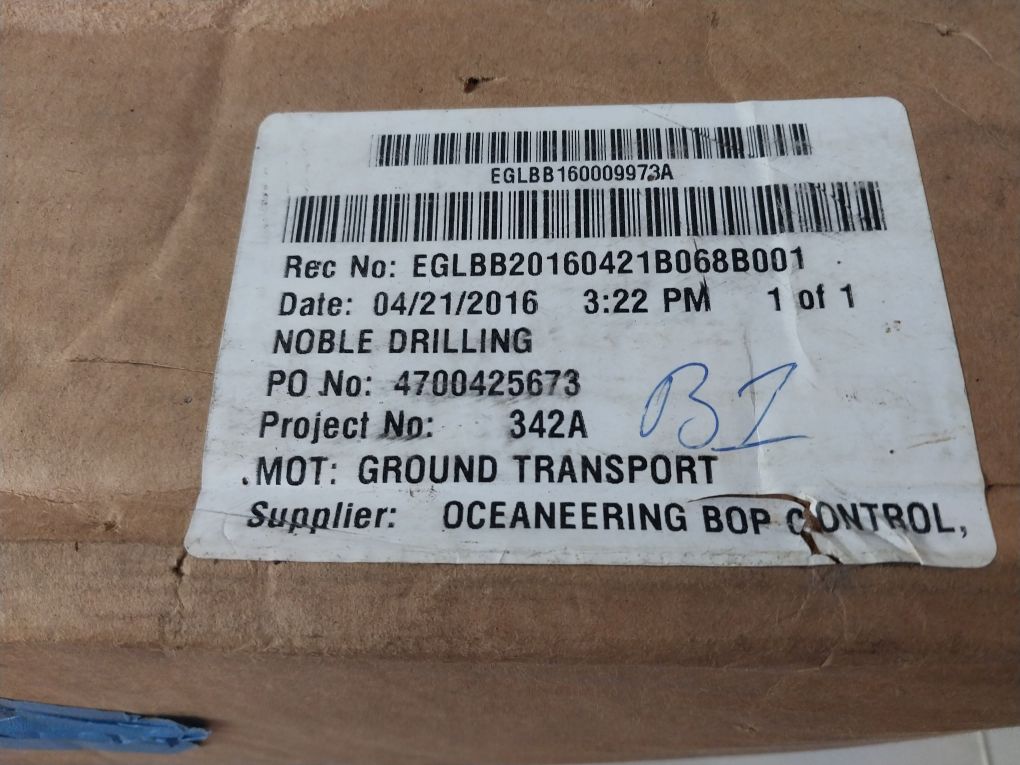 EGLBB160009973A
Rec No: EGLBB20160421B068B001
Date: 04/21/2016 3:22 PM 1 of 1
NOBLE DRILLING
PO No: 4700425673
Project No: 342A
B1
MOT: GROUND TRANSPORT
Supplier: OCEANEERING BOP CONTROL,